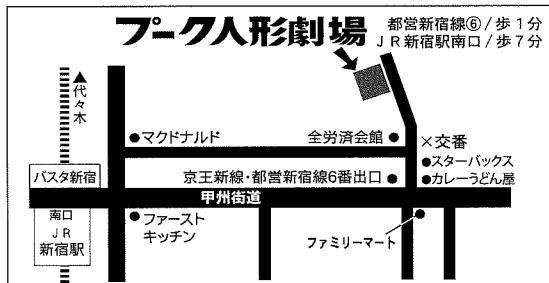 プーク人形劇場
都営新宿線⑥/歩1分
JR新宿駅南口/歩7分
▲代々木
●マクドナルド
全労済会館●
×交番
●スターバックス
●カレーうどん屋
バスタ新宿
京王新線・都営新宿線6番出口●
甲州街道
南口
JR
新宿駅
●ファースト
キッチン
ファミリーマート